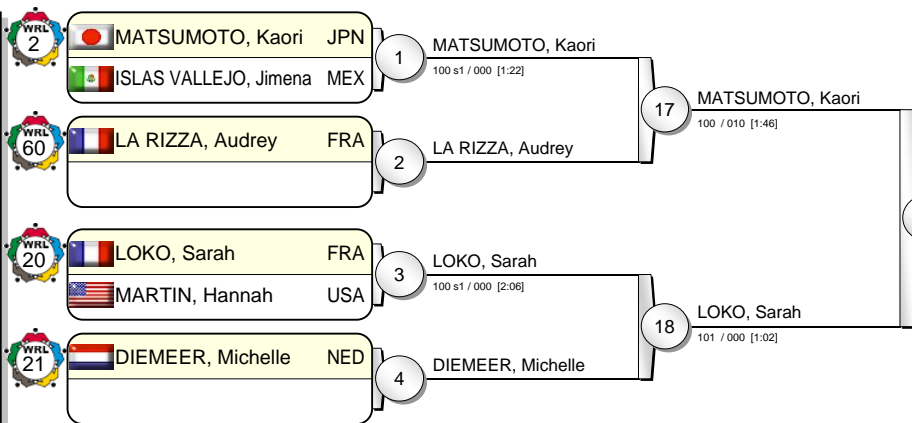 WRL 2
MATSUMOTO, Kaori JPN
ISLAS VALLEJO, Jimena MEX
1
MATSUMOTO, Kaori
100 s1 / 000 [1:22]
WRL 60
LA RIZZA, Audrey FRA
2
LA RIZZA, Audrey
17
MATSUMOTO, Kaori
100 / 010 [1:46]
WRL 20
LOKO, Sarah FRA
MARTIN, Hannah USA
3
LOKO, Sarah
100 s1 / 000 [2:06]
WRL 21
DIEMEER, Michelle NED
4
DIEMEER, Michelle
18
LOKO, Sarah
101 / 000 [1:02]